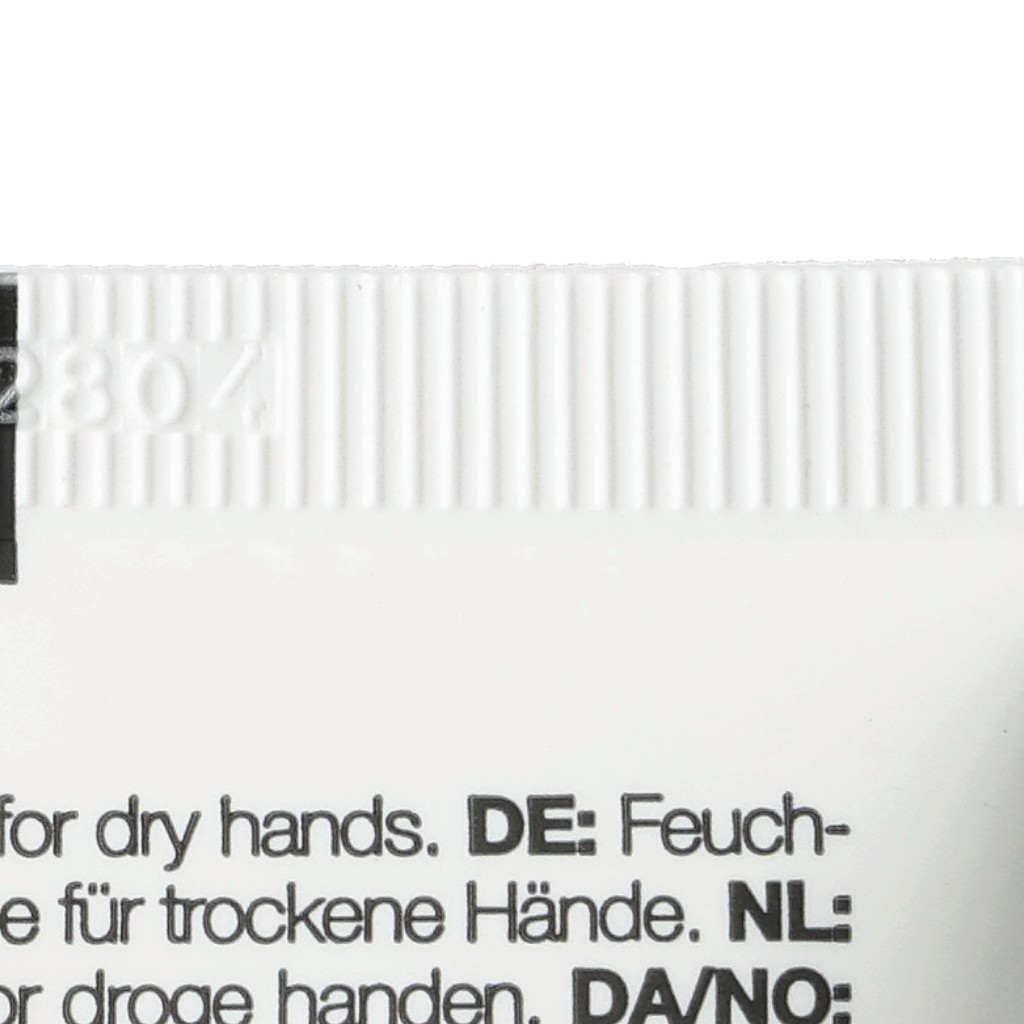 2804
for dry hands. DE: Feuch-
e für trockene Hände. NL:
or droge handen. DA/NO: